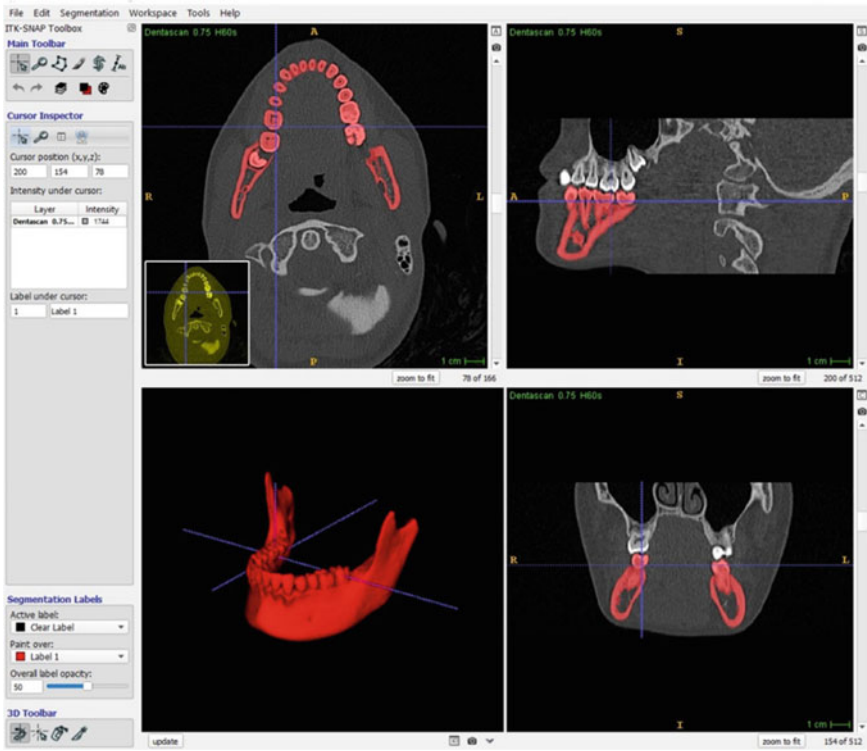 File Edit Segmentation Workspace Tools Help
ITK-SNAP Toolbox
Main Toolbar
Cursor Inspector
Cursor position (x,y,z):
200 154 78
Intensity under cursor:
Layer Intensity
Dentascan 0.75... 1744
Label under cursor:
1 Label 1
Segmentation Labels
Active label:
Clear Label
Paint over:
Label 1
Overall label opacity:
50
3D Toolbar
Dentascan 0.75 H60s
A
R
L
P
1 cm
A
zoom to fit
78 of 166
Dentascan 0.75 H60s
S
A
P
I
1 cm
zoom to fit
200 of 512
update
Dentascan 0.75 H60s
S
R
L
I
1 cm
C
zoom to fit
154 of 512